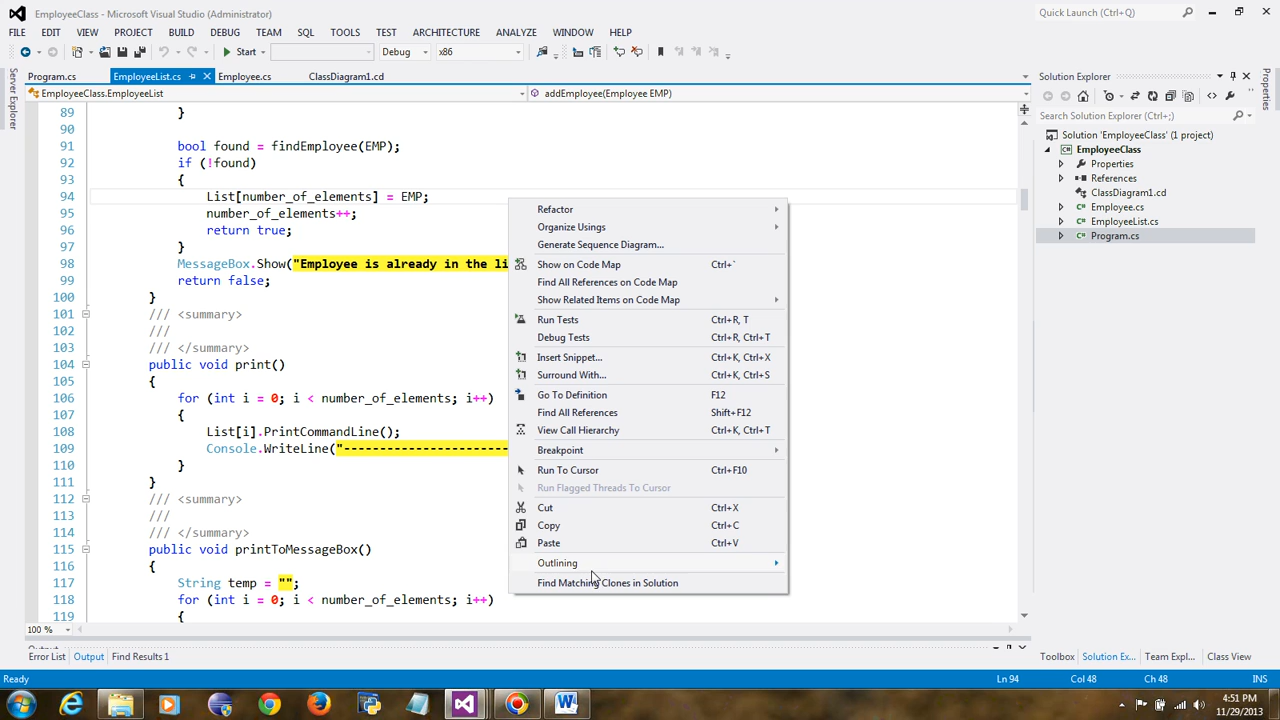 EmployeeClass - Microsoft Visual Studio (Administrator)
Quick Launch (Ctrl+Q)
FILE EDIT VIEW PROJECT BUILD DEBUG TEAM SQL TOOLS TEST ARCHITECTURE ANALYZE WINDOW HELP
Start Debug x86
Program.cs EmployeeList.cs Employee.cs ClassDiagram1.cd
EmployeeClass.EmployeeList addEmployee(Employee EMP)
Server Explorer
89 }
90
91 bool found = findEmployee(EMP);
92 if (!found)
93 {
94 List[number_of_elements] = EMP;
95 number_of_elements++;
96 return true;
97 }
98 MessageBox.Show("Employee is already in the li
99 return false;
100 }
101 /// <summary>
102 ///
103 /// </summary>
104 public void print()
105 {
106 for (int i = 0; i < number_of_elements; i++)
107 {
108 List[i].PrintCommandLine();
109 Console.WriteLine("-----------------------
110 }
111 }
112 /// <summary>
113 ///
114 /// </summary>
115 public void printToMessageBox()
116 {
117 String temp = "";
118 for (int i = 0; i < number_of_elements; i++)
119 {
Refactor
Organize Usings
Generate Sequence Diagram...
Show on Code Map Ctrl+`
Find All References on Code Map
Show Related Items on Code Map
Run Tests Ctrl+R, T
Debug Tests Ctrl+R, Ctrl+T
Insert Snippet... Ctrl+K, Ctrl+X
Surround With... Ctrl+K, Ctrl+S
Go To Definition F12
Find All References Shift+F12
View Call Hierarchy Ctrl+K, Ctrl+T
Breakpoint
Run To Cursor Ctrl+F10
Run Flagged Threads To Cursor
Cut Ctrl+X
Copy Ctrl+C
Paste Ctrl+V
Outlining
Find Matching Clones in Solution
Solution Explorer
Search Solution Explorer (Ctrl+;)
Solution 'EmployeeClass' (1 project)
EmployeeClass
Properties
References
ClassDiagram1.cd
Employee.cs
EmployeeList.cs
Program.cs
Properties
100 %
Output
Error List Output Find Results 1
Toolbox Solution Ex... Team Expl... Class View
Ready Ln 94 Col 48 Ch 48 INS
4:51 PM
11/29/2013